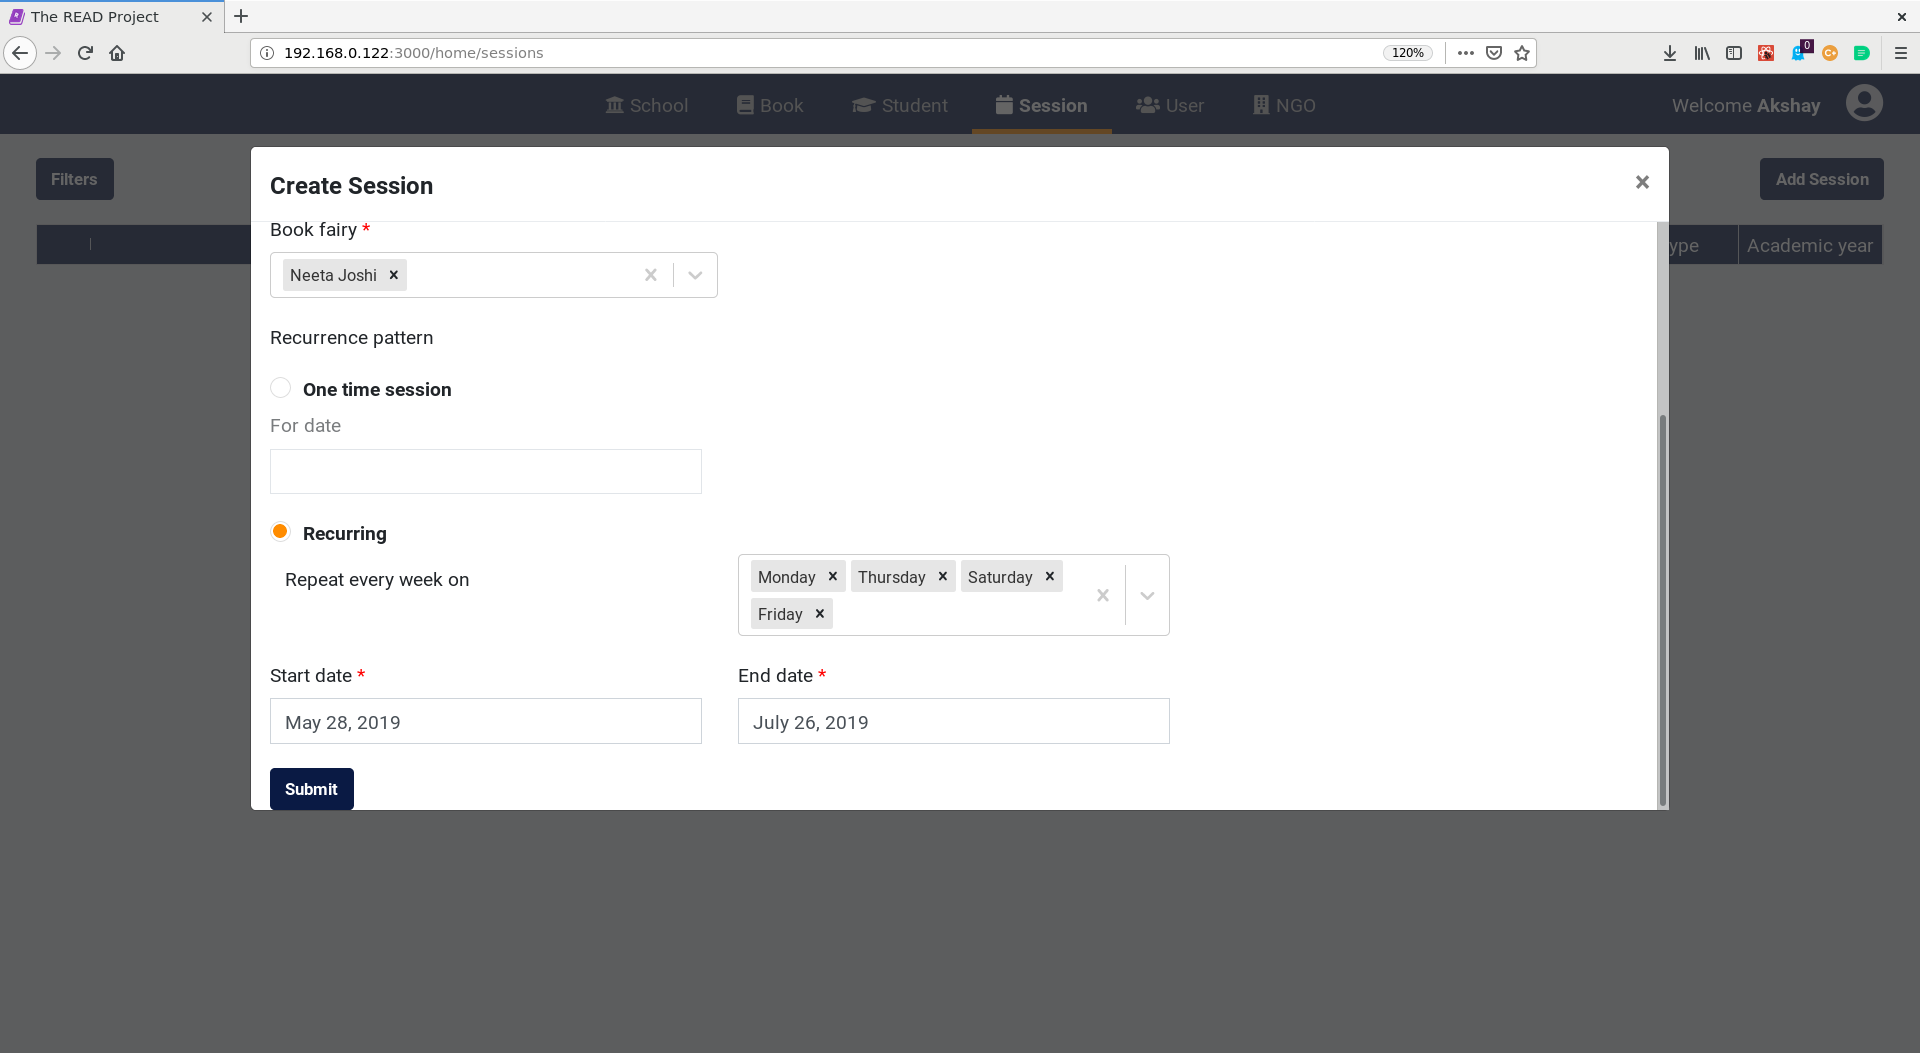 The READ Project
192.168.0.122:3000/home/sessions
120%
0
School Book Student Session User NGO
Welcome Akshay
Filters
Add Session
Create Session
Academic year
Book fairy *
Neeta Joshi
Recurrence pattern
One time session
For date
Recurring
Repeat every week on
Monday Thursday Saturday
Friday
Start date *
End date *
May 28, 2019
July 26, 2019
Submit